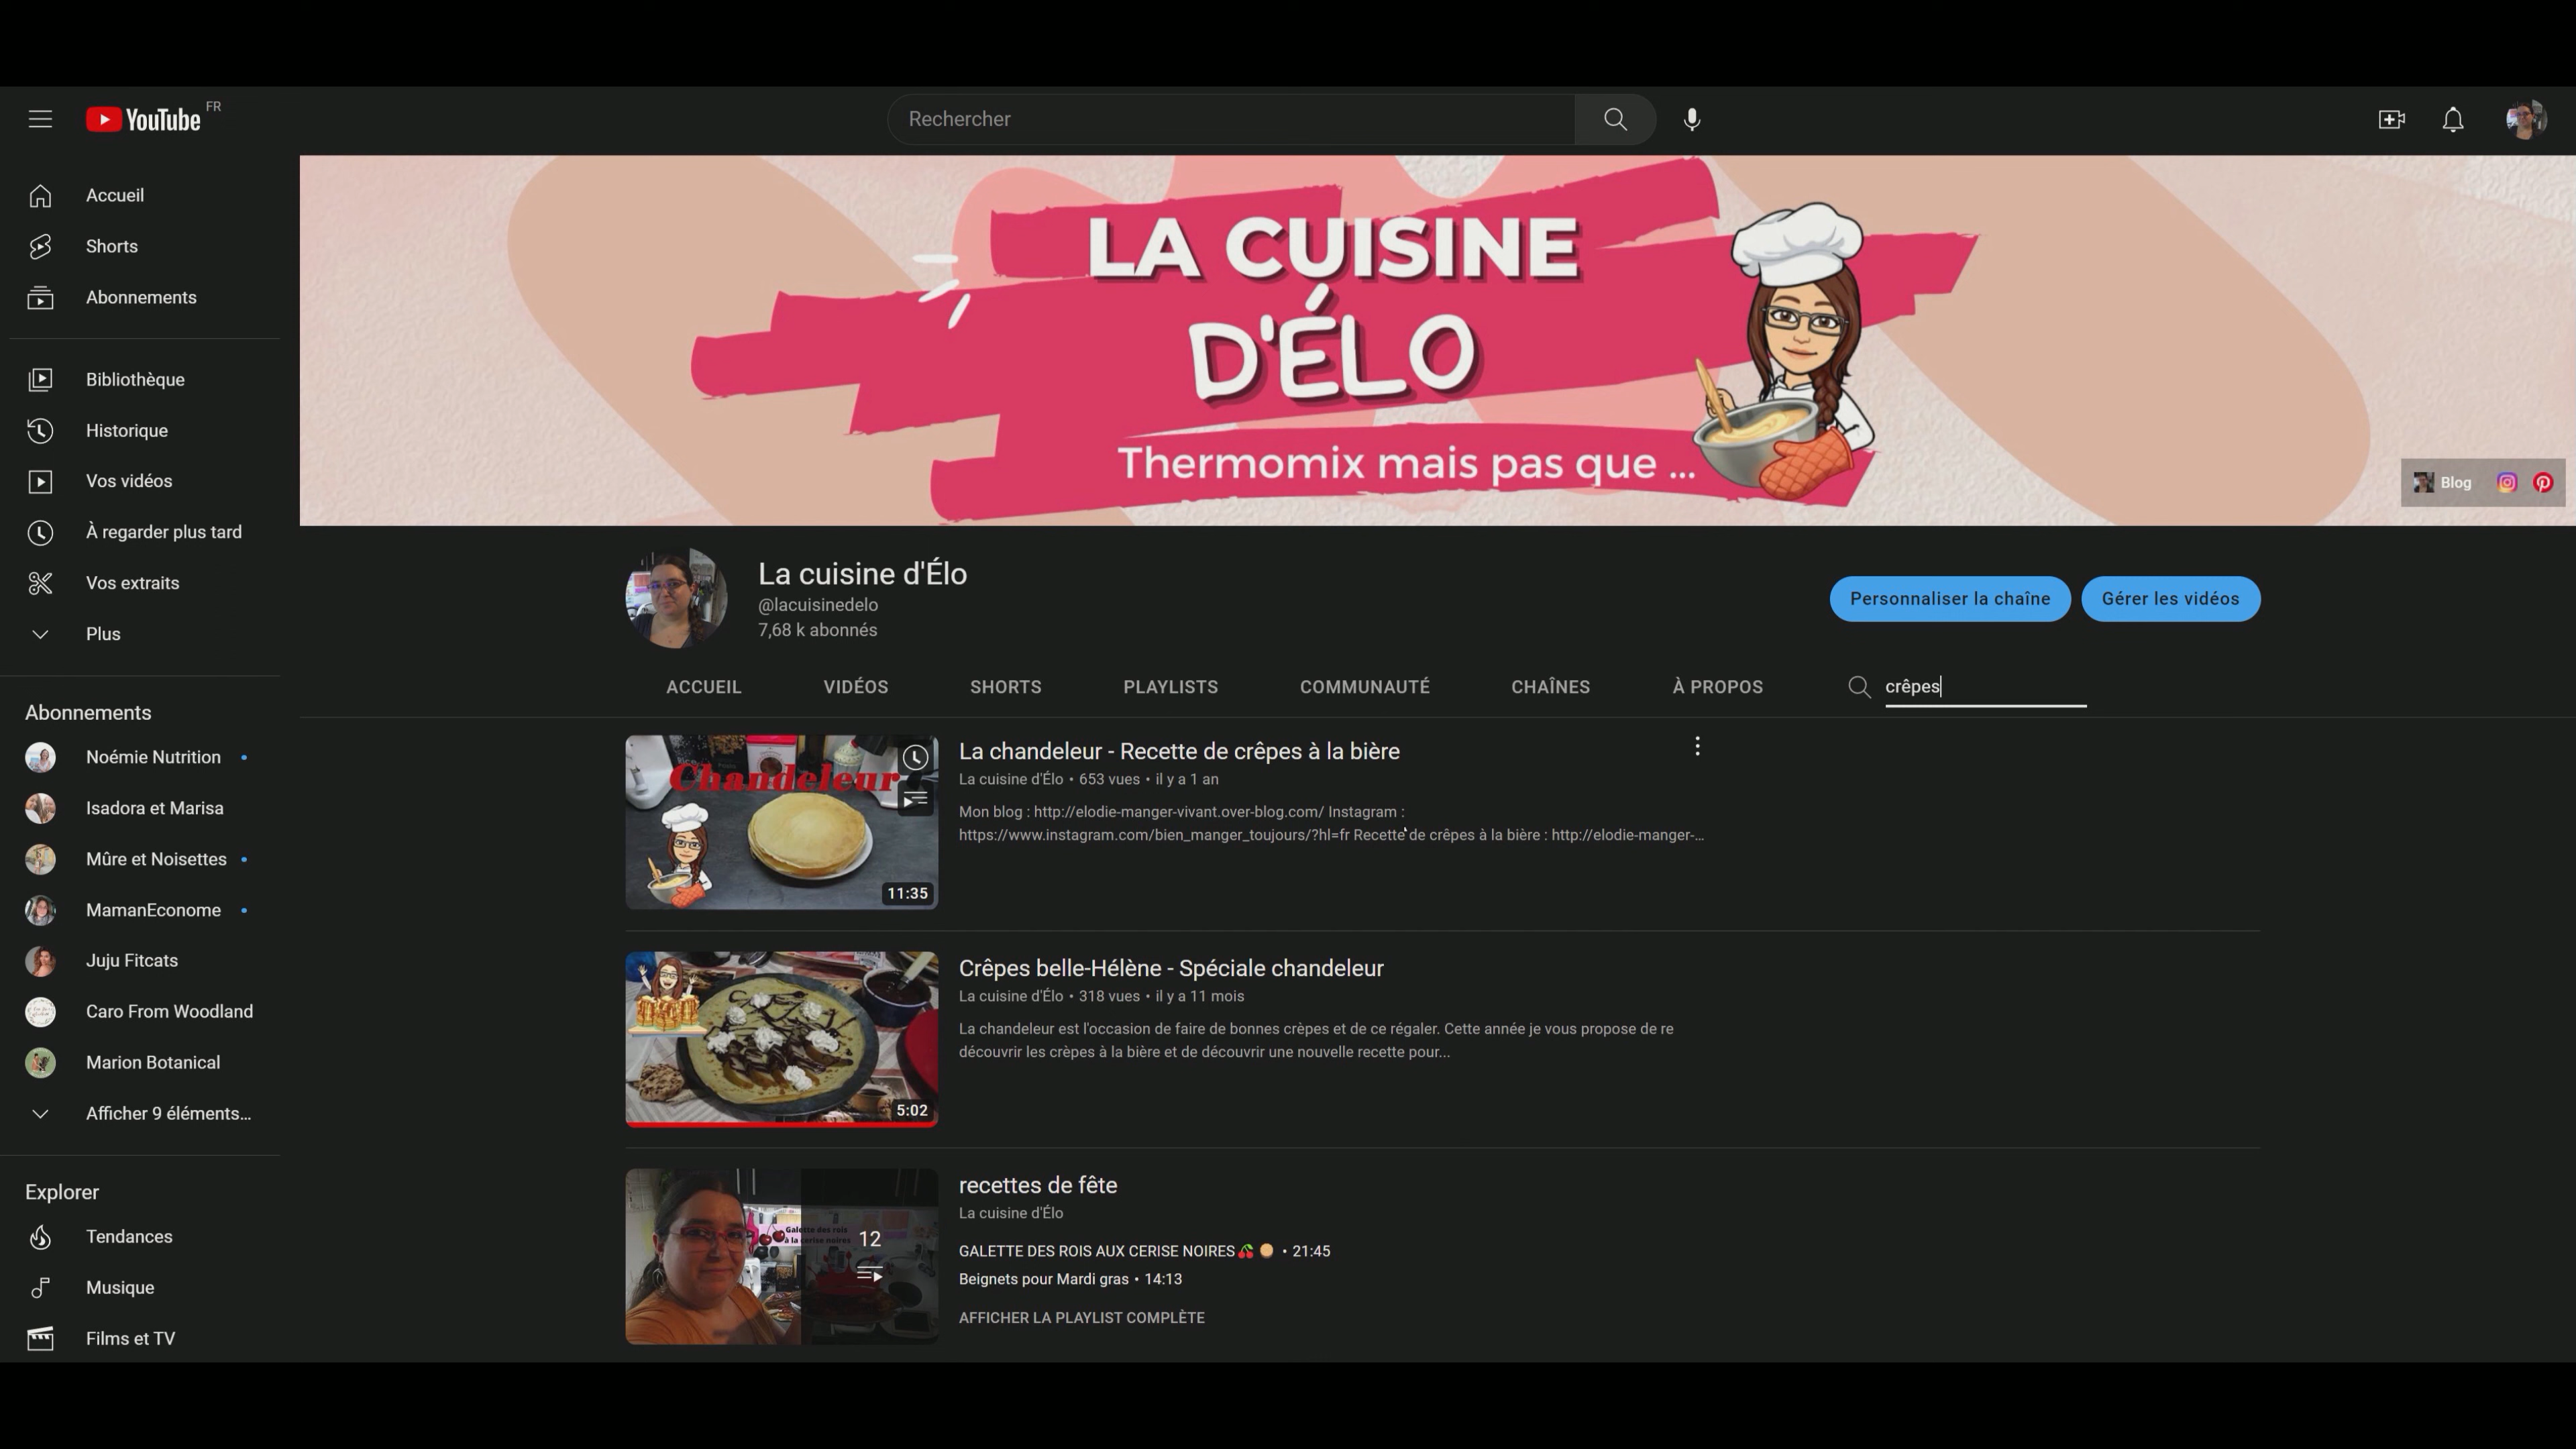 YouTube FR
Rechercher
Accueil
Shorts
Abonnements
Bibliothèque
Historique
Vos vidéos
À regarder plus tard
Vos extraits
Plus
Abonnements
Noémie Nutrition
Isadora et Marisa
Mûre et Noisettes
MamanEconome
Juju Fitcats
Caro From Woodland
Marion Botanical
Afficher 9 éléments...
Explorer
Tendances
Musique
Films et TV
LA CUISINE
D'ÉLO
Thermomix mais pas que ...
Blog
La cuisine d'Élo
@lacuisinedelo
7,68 k abonnés
Personnaliser la chaîne
Gérer les vidéos
ACCUEIL VIDÉOS SHORTS PLAYLISTS COMMUNAUTÉ CHAÎNES À PROPOS crêpes
Chandeleur
11:35
La chandeleur - Recette de crêpes à la bière
La cuisine d'Élo • 653 vues • il y a 1 an
Mon blog : http://elodie-manger-vivant.over-blog.com/ Instagram :
https://www.instagram.com/bien_manger_toujours/?hl=fr Recette de crêpes à la bière : http://elodie-manger-...
5:02
Crêpes belle-Hélène - Spéciale chandeleur
La cuisine d'Élo • 318 vues • il y a 11 mois
La chandeleur est l'occasion de faire de bonnes crèpes et de ce régaler. Cette année je vous propose de re
découvrir les crèpes à la bière et de découvrir une nouvelle recette pour...
Galette des rois
à la cerise noires
12
recettes de fête
La cuisine d'Élo
GALETTE DES ROIS AUX CERISE NOIRES🍒 🥞 • 21:45
Beignets pour Mardi gras • 14:13
AFFICHER LA PLAYLIST COMPLÈTE